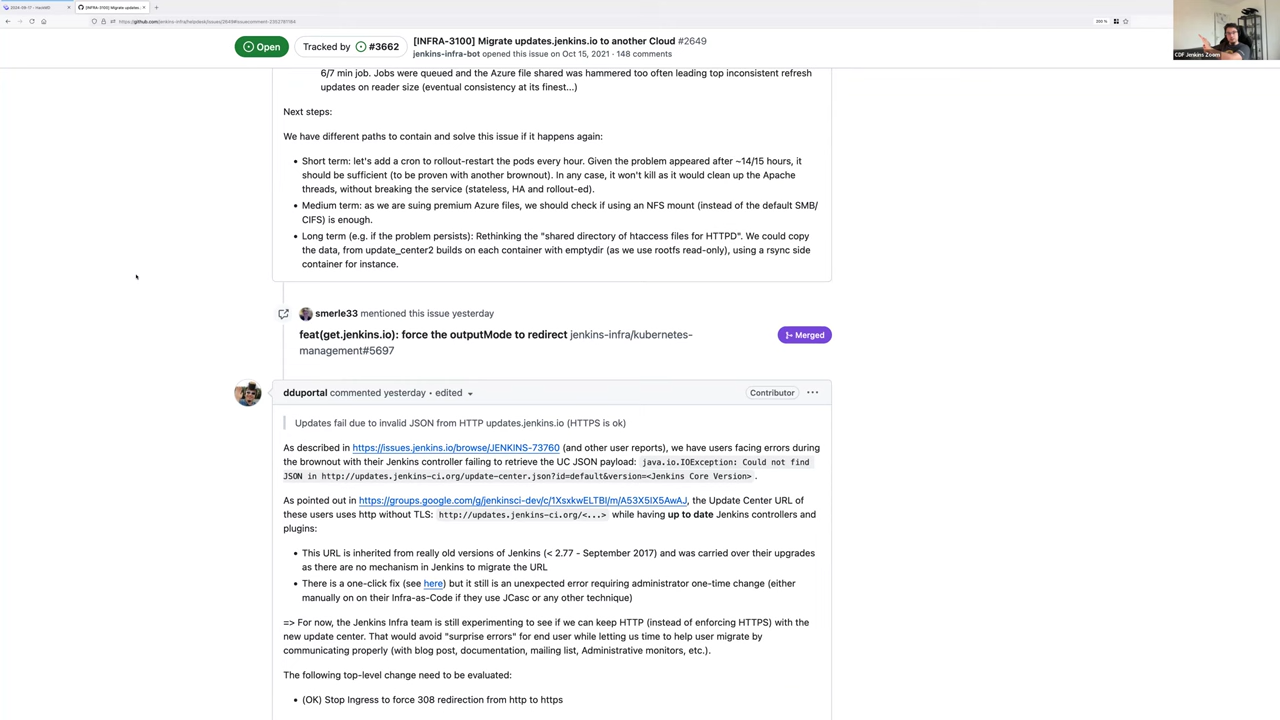 2024-09-17 - HackMD
[INFRA-3100] Migrate updates.
https://github.com/jenkins-infra/helpdesk/issues/2649#issuecomment-2352781184
300 %
Open
Tracked by #3662
[INFRA-3100] Migrate updates.jenkins.io to another Cloud #2649
jenkins-infra-bot opened this issue on Oct 15, 2021 · 148 comments
CDF Jenkins Zoom
6/7 min job. Jobs were queued and the Azure file shared was hammered too often leading top inconsistent refresh
updates on reader size (eventual consistency at its finest...)
Next steps:
We have different paths to contain and solve this issue if it happens again:
• Short term: let's add a cron to rollout-restart the pods every hour. Given the problem appeared after ~14/15 hours, it
should be sufficient (to be proven with another brownout). In any case, it won't kill as it would clean up the Apache
threads, without breaking the service (stateless, HA and rollout-ed).
• Medium term: as we are suing premium Azure files, we should check if using an NFS mount (instead of the default SMB/
CIFS) is enough.
• Long term (e.g. if the problem persists): Rethinking the "shared directory of htaccess files for HTTPD". We could copy
the data, from update_center2 builds on each container with emptydir (as we use rootfs read-only), using a rsync side
container for instance.
smerle33 mentioned this issue yesterday
feat(get.jenkins.io): force the outputMode to redirect jenkins-infra/kubernetes-
management#5697
Merged
dduportal commented yesterday • edited
Contributor
Updates fail due to invalid JSON from HTTP updates.jenkins.io (HTTPS is ok)
As described in https://issues.jenkins.io/browse/JENKINS-73760 (and other user reports), we have users facing errors during
the brownout with their Jenkins controller failing to retrieve the UC JSON payload: java.io.IOException: Could not find
JSON in http://updates.jenkins-ci.org/update-center.json?id=default&version=<Jenkins Core Version> .
As pointed out in https://groups.google.com/g/jenkinsci-dev/c/1XsxkwELTBI/m/A53X5IX5AwAJ, the Update Center URL of
these users uses http without TLS: http://updates.jenkins-ci.org/<...> while having up to date Jenkins controllers and
plugins:
• This URL is inherited from really old versions of Jenkins (< 2.77 - September 2017) and was carried over their upgrades
as there are no mechanism in Jenkins to migrate the URL
• There is a one-click fix (see here) but it still is an unexpected error requiring administrator one-time change (either
manually on on their Infra-as-Code if they use JCasc or any other technique)
=> For now, the Jenkins Infra team is still experimenting to see if we can keep HTTP (instead of enforcing HTTPS) with the
new update center. That would avoid "surprise errors" for end user while letting us time to help user migrate by
communicating properly (with blog post, documentation, mailing list, Administrative monitors, etc.).
The following top-level change need to be evaluated:
• (OK) Stop Ingress to force 308 redirection from http to https